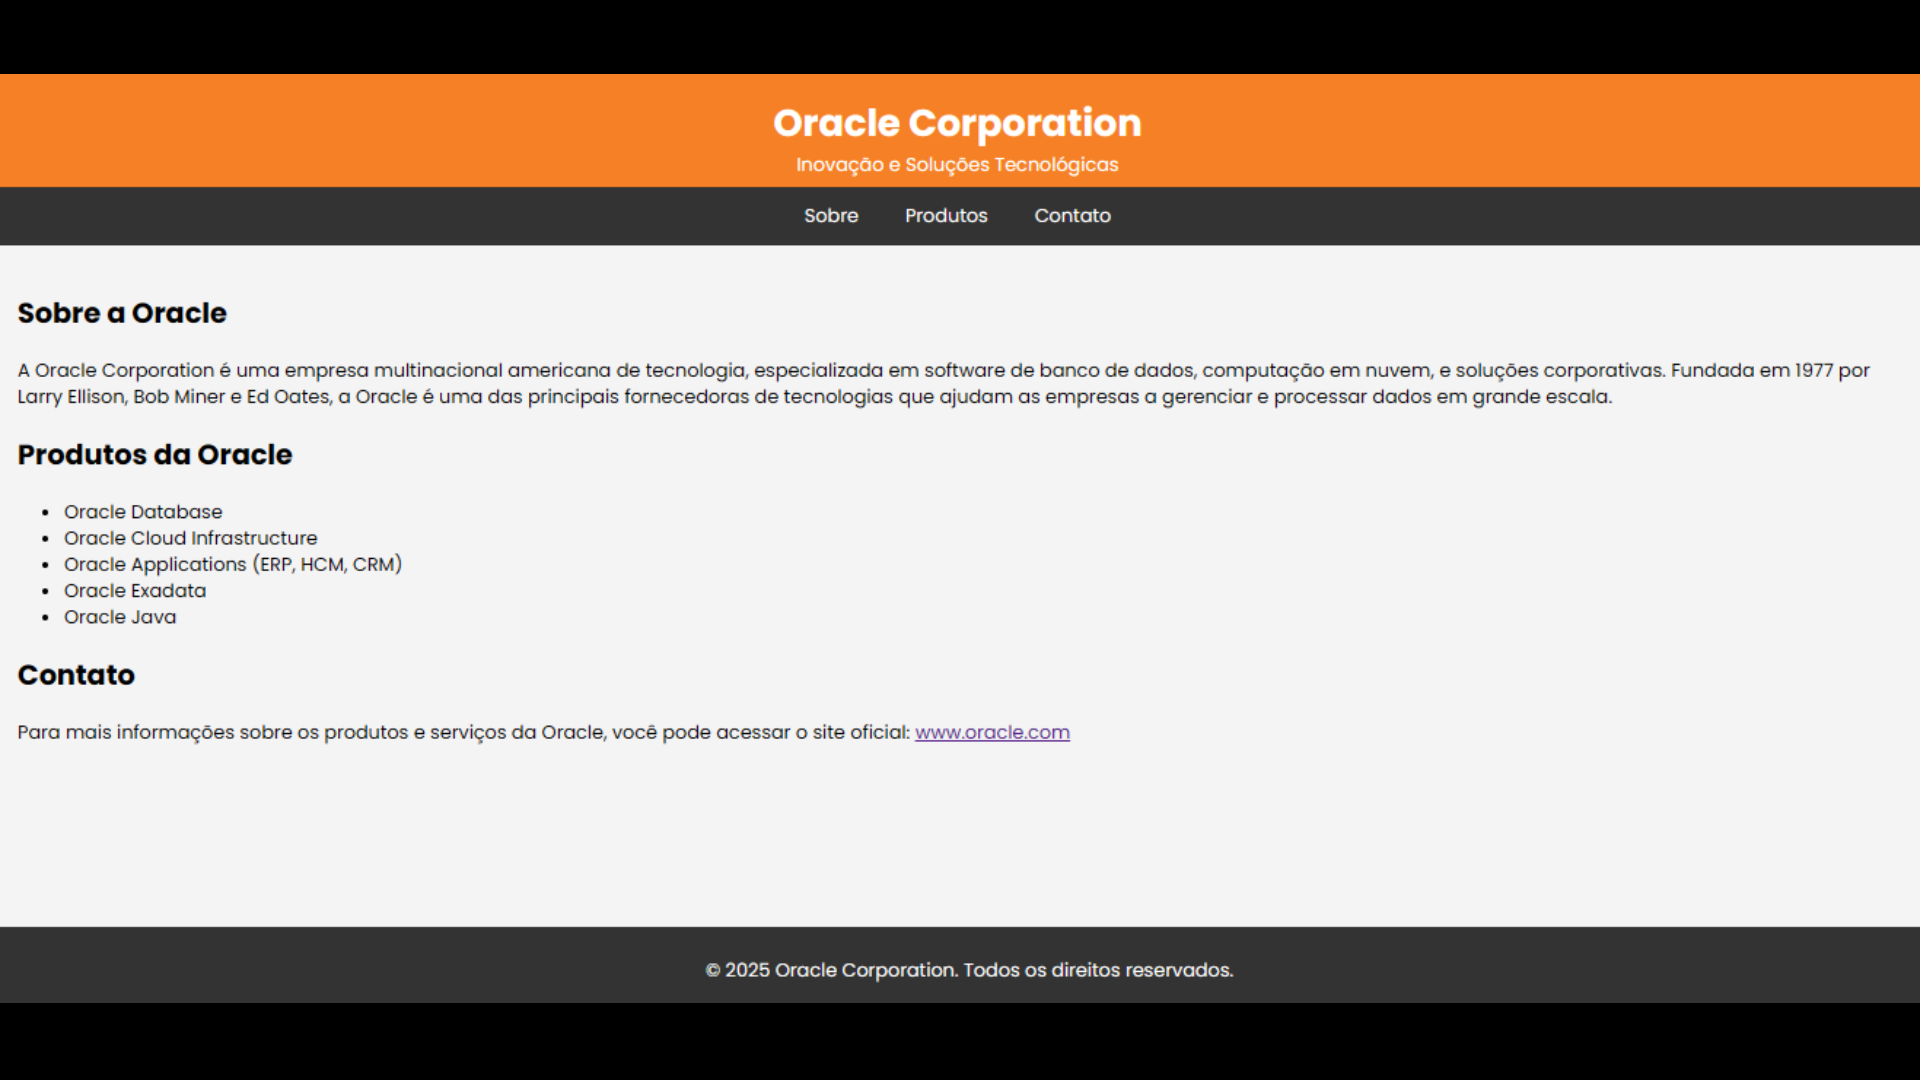 Oracle Corporation
Inovação e Soluções Tecnológicas
Sobre Produtos Contato
Sobre a Oracle
A Oracle Corporation é uma empresa multinacional americana de tecnologia, especializada em software de banco de dados, computação em nuvem, e soluções corporativas. Fundada em 1977 por
Larry Ellison, Bob Miner e Ed Oates, a Oracle é uma das principais fornecedoras de tecnologias que ajudam as empresas a gerenciar e processar dados em grande escala.
Produtos da Oracle
• Oracle Database
• Oracle Cloud Infrastructure
• Oracle Applications (ERP, HCM, CRM)
• Oracle Exadata
• Oracle Java
Contato
Para mais informações sobre os produtos e serviços da Oracle, você pode acessar o site oficial: www.oracle.com
© 2025 Oracle Corporation. Todos os direitos reservados.